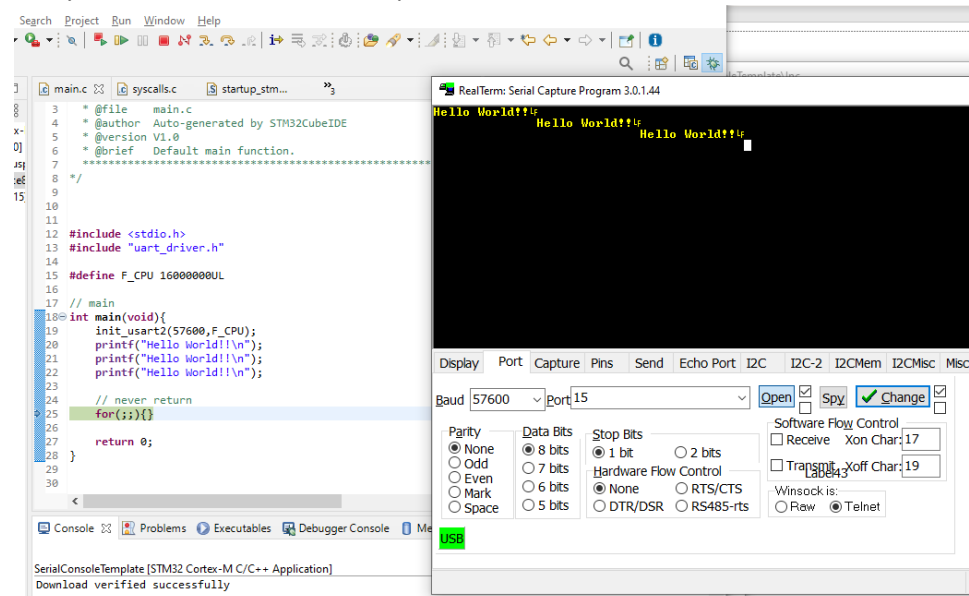 Search Project Run Window Help
main.c syscalls.c S startup_stm... »3
3 * @file main.c
4 * @author Auto-generated by STM32CubeIDE
5 * @version V1.0
6 * @brief Default main function.
7
8 */
9
10
11
12 #include <stdio.h>
13 #include "uart_driver.h"
14
15 #define F_CPU 16000000UL
16
17 // main
18 int main(void){
19 init_usart2(57600,F_CPU);
20 printf("Hello World!!\n");
21 printf("Hello World!!\n");
22 printf("Hello World!!\n");
23
24 // never return
25 for(;;){}
26
27 return 0;
28 }
29
30
Console Problems Executables Debugger Console Me
SerialConsoleTemplate [STM32 Cortex-M C/C++ Application]
Download verified successfully
RealTerm: Serial Capture Program 3.0.1.44
Hello World!!LF
Hello World!!LF
Hello World!!LF
Display Port Capture Pins Send Echo Port I2C I2C-2 I2CMem I2CMisc Misc
Baud 57600 Port 15 Open Spy Change
Parity
None
Odd
Even
Mark
Space
Data Bits
8 bits
7 bits
6 bits
5 bits
Stop Bits
1 bit 2 bits
Hardware Flow Control
None RTS/CTS
DTR/DSR RS485-rts
Software Flow Control
Receive Xon Char: 17
Transmit Xoff Char: 19
Label43
Winsock is:
Raw Telnet
USB